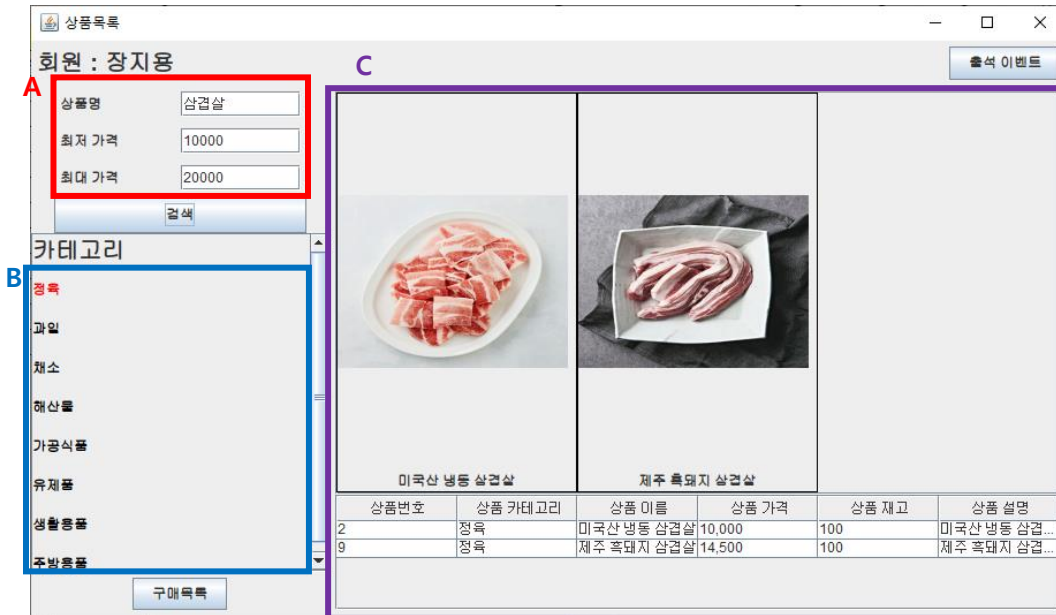 상품목록
회원 : 장지용
C
출석 이벤트
A
상품명 삼겹살
최저 가격 10000
최대 가격 20000
검색
카테고리
B
정육
과일
채소
해산물
가공식품
유제품
생활용품
주방용품
구매목록
미국산 냉동 삼겹살 제주 흑돼지 삼겹살
상품번호 상품 카테고리 상품 이름 상품 가격 상품 재고 상품 설명
2 정육 미국산 냉동 삼겹살 10,000 100 미국산 냉동 삼겹...
9 정육 제주 흑돼지 삼겹살 14,500 100 제주 흑돼지 삼겹...